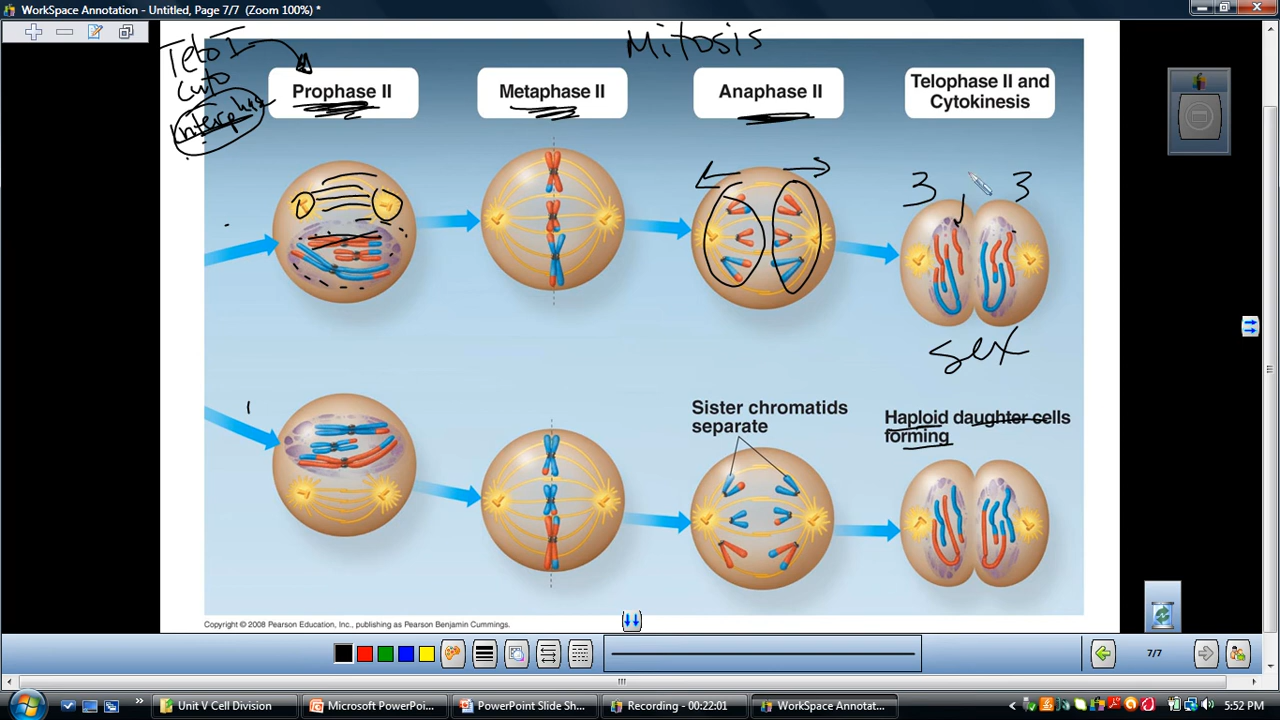 WorkSpace Annotation - Untitled, Page 7/7 (Zoom 100%) *
Mitosis
Telo I
Cyto
Interphase
Prophase II
Metaphase II
Anaphase II
Telophase II and
Cytokinesis
3
3
sex
Sister chromatids
separate
Haploid daughter cells
forming
Copyright © 2008 Pearson Education, Inc., publishing as Pearson Benjamin Cummings.
7/7
Unit V Cell Division
Microsoft PowerPoi...
PowerPoint Slide Sh...
Recording - 00:22:01
WorkSpace Annotat...
5:52 PM